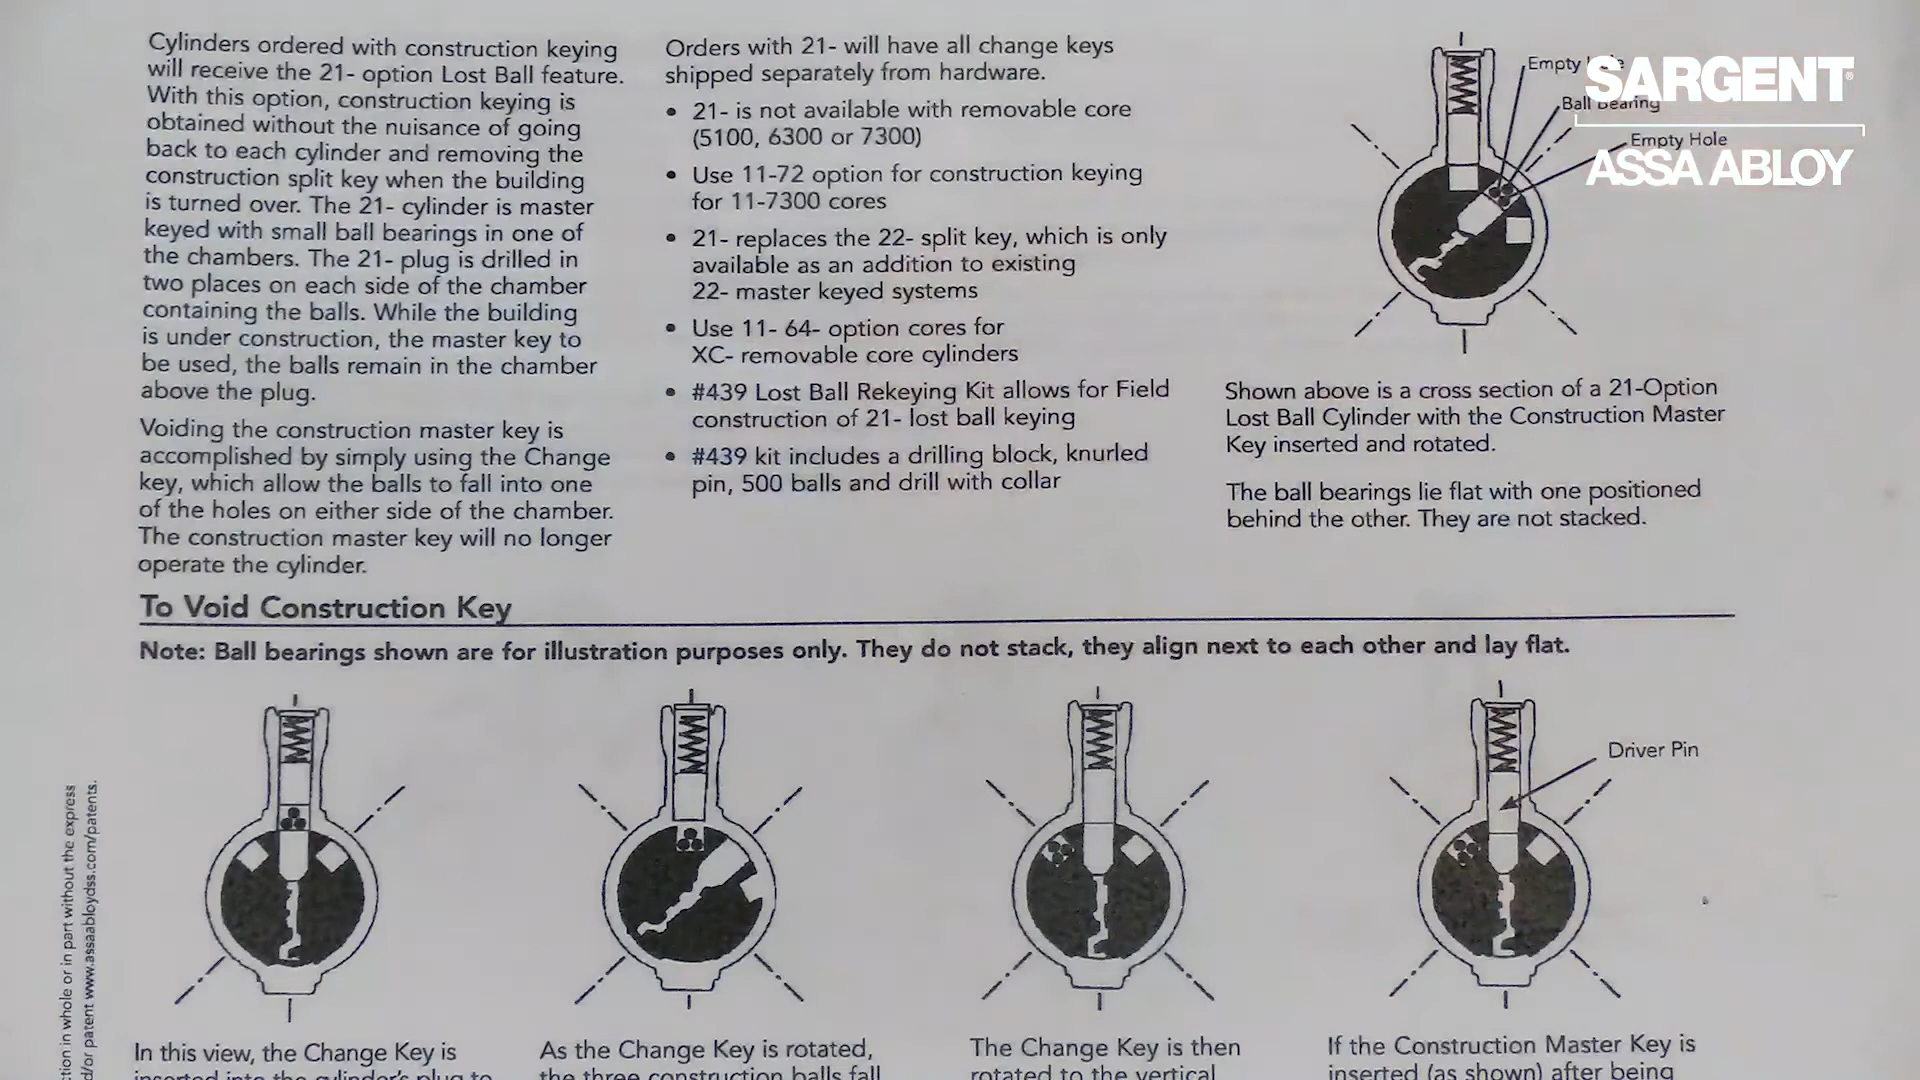 Cylinders ordered with construction keying
will receive the 21- option Lost Ball feature.
With this option, construction keying is
obtained without the nuisance of going
back to each cylinder and removing the
construction split key when the building
is turned over. The 21- cylinder is master
keyed with small ball bearings in one of
the chambers. The 21- plug is drilled in
two places on each side of the chamber
containing the balls. While the building
is under construction, the master key to
be used, the balls remain in the chamber
above the plug.
Voiding the construction master key is
accomplished by simply using the Change
key, which allow the balls to fall into one
of the holes on either side of the chamber.
The construction master key will no longer
operate the cylinder.
Orders with 21- will have all change keys
shipped separately from hardware.
• 21- is not available with removable core
(5100, 6300 or 7300)
• Use 11-72 option for construction keying
for 11-7300 cores
• 21- replaces the 22- split key, which is only
available as an addition to existing
22- master keyed systems
• Use 11- 64- option cores for
XC- removable core cylinders
• #439 Lost Ball Rekeying Kit allows for Field
construction of 21- lost ball keying
• #439 kit includes a drilling block, knurled
pin, 500 balls and drill with collar
Empty Hole
SARGENT®
Ball Bearing
Empty Hole
ASSA ABLOY
Shown above is a cross section of a 21-Option
Lost Ball Cylinder with the Construction Master
Key inserted and rotated.
The ball bearings lie flat with one positioned
behind the other. They are not stacked.
To Void Construction Key
Note: Ball bearings shown are for illustration purposes only. They do not stack, they align next to each other and lay flat.
Driver Pin
In this view, the Change Key is
inserted into the cylinder's plug to
As the Change Key is rotated,
the three construction balls fall
The Change Key is then
rotated to the vertical
If the Construction Master Key is
inserted (as shown) after being
ction in whole or in part without the express
d/or patent www.assaabloydss.com/patents.